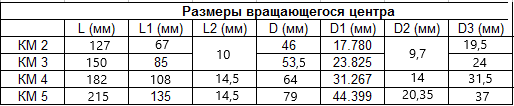 Размеры вращающегося центра
L (мм) L1 (мм) L2 (мм) D (мм) D1 (мм) D2 (мм) D3 (мм)
КМ 2 127 67 10 46 17.780 9,7 19,5
КМ 3 150 85 53,5 23.825 24
КМ 4 182 108 14,5 64 31.267 14 31,5
КМ 5 215 135 14,5 79 44.399 20,35 37